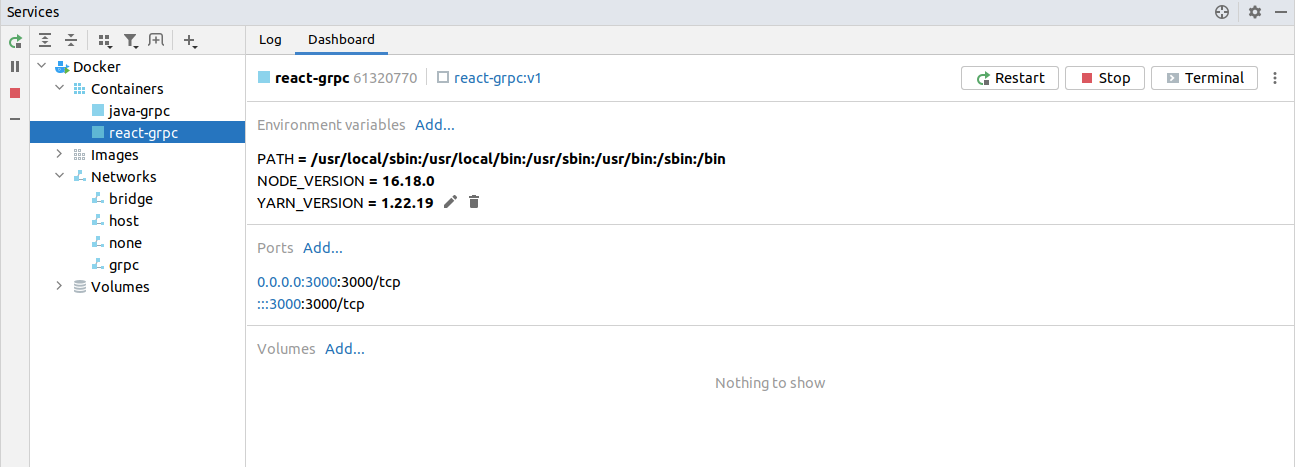 Services
Log Dashboard
Docker
Containers
java-grpc
react-grpc
Images
Networks
bridge
host
none
grpc
Volumes
react-grpc 61320770 react-grpc:v1 Restart Stop Terminal
Environment variables Add...
PATH = /usr/local/sbin:/usr/local/bin:/usr/sbin:/usr/bin:/sbin:/bin
NODE_VERSION = 16.18.0
YARN_VERSION = 1.22.19
Ports Add...
0.0.0.0:3000:3000/tcp
:::3000:3000/tcp
Volumes Add...
Nothing to show